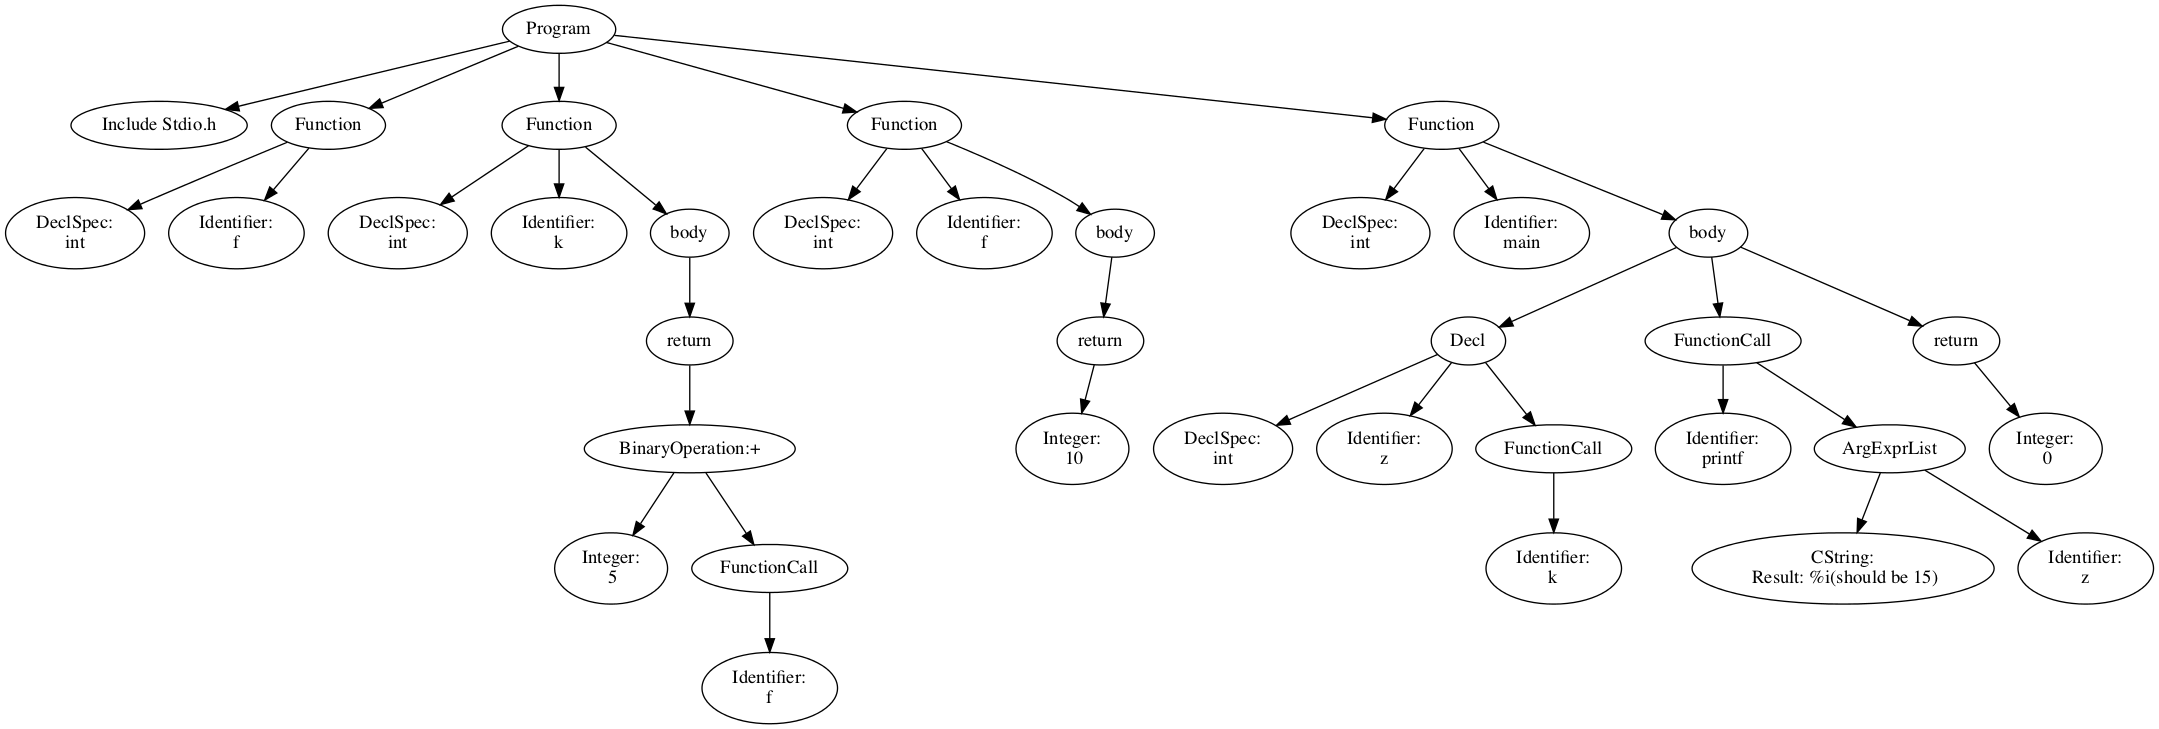 Program
Include Stdio.h
Function
Function
Function
Function
DeclSpec:
int
Identifier:
f
DeclSpec:
int
Identifier:
k
body
DeclSpec:
int
Identifier:
f
body
DeclSpec:
int
Identifier:
main
body
return
return
Decl
FunctionCall
return
BinaryOperation:+
Integer:
10
DeclSpec:
int
Identifier:
z
FunctionCall
Identifier:
printf
ArgExprList
Integer:
0
Integer:
5
FunctionCall
Identifier:
k
CString:
Result: %i(should be 15)
Identifier:
z
Identifier:
f